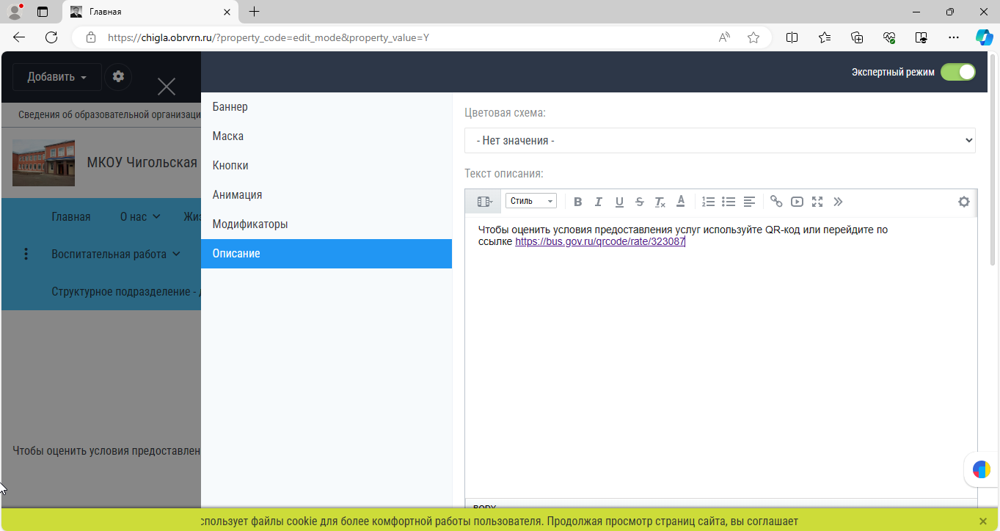 Главная
https://chigla.obrvrn.ru/?property_code=edit_mode&property_value=Y
Добавить
Экспертный режим
Сведения об образовательной организаци
МКОУ Чигольская
Главная
О нас
Жиз
Воспитательная работа
Структурное подразделение -
Чтобы оценить условия предоставлен
Баннер
Маска
Кнопки
Анимация
Модификаторы
Описание
Цветовая схема:
- Нет значения -
Текст описания:
Стиль
Чтобы оценить условия предоставления услуг используйте QR-код или перейдите по
ссылке https://bus.gov.ru/qrcode/rate/323087
BODY
спользует файлы cookie для более комфортной работы пользователя. Продолжая просмотр страниц сайта, вы соглашает